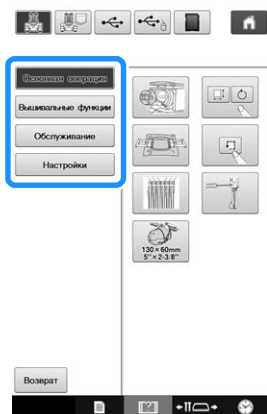 Основная операция
Вышивальные функции
Обслуживание
Настройки
130×60mm
5"×2-3/8"
Возврат